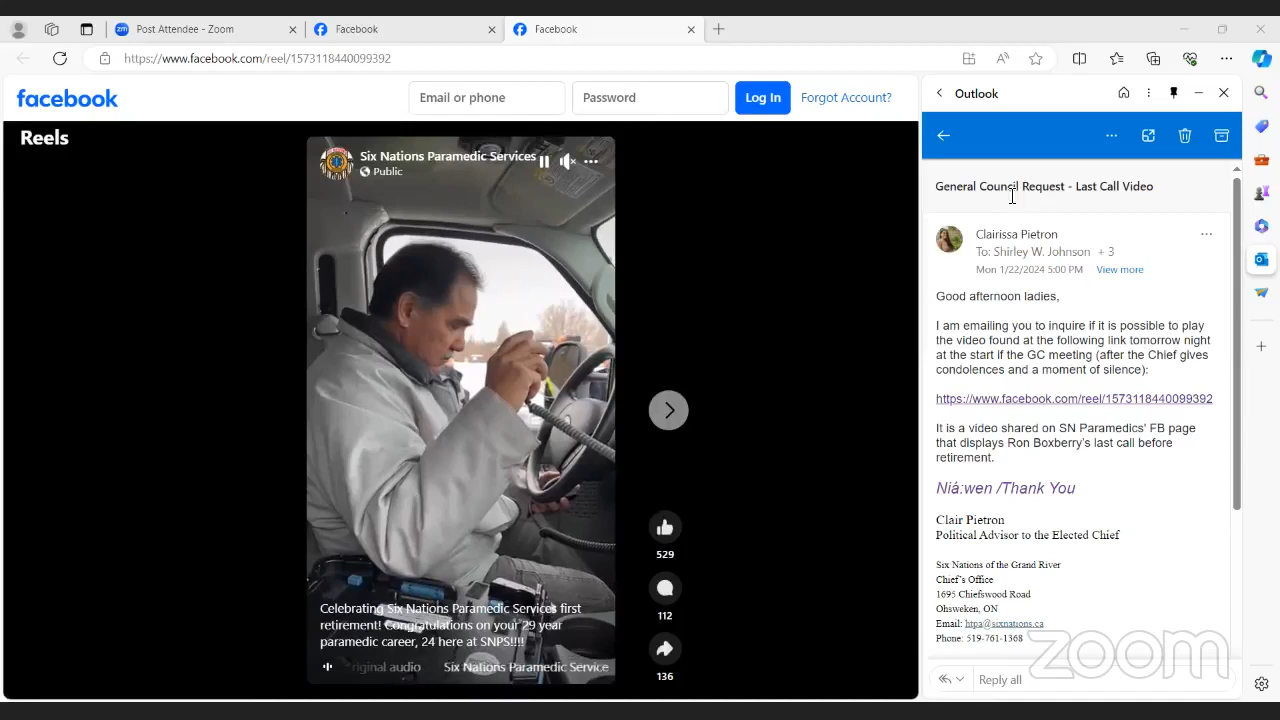 Post Attendee - Zoom
Facebook
Facebook
https://www.facebook.com/reel/1573118440099392
facebook
Email or phone
Password
Log In
Forgot Account?
Reels
Six Nations Paramedic Services
Public
529
112
136
Celebrating Six Nations Paramedic Services first
retirement! Congratulations on your 29 year
paramedic career, 24 here at SNPS!!!!
riginal audio Six Nations Paramedic Service
Outlook
General Council Request - Last Call Video
Clairissa Pietron
To: Shirley W. Johnson + 3
Mon 1/22/2024 5:00 PM View more
Good afternoon ladies,
I am emailing you to inquire if it is possible to play
the video found at the following link tomorrow night
at the start if the GC meeting (after the Chief gives
condolences and a moment of silence):
https://www.facebook.com/reel/1573118440099392
It is a video shared on SN Paramedics' FB page
that displays Ron Boxberry's last call before
retirement.
Niá:wen /Thank You
Clair Pietron
Political Advisor to the Elected Chief
Six Nations of the Grand River
Chief's Office
1695 Chiefswood Road
Ohsweken, ON
Email: htpa@sixnations.ca
Phone: 519-761-1368
Reply all
zoom